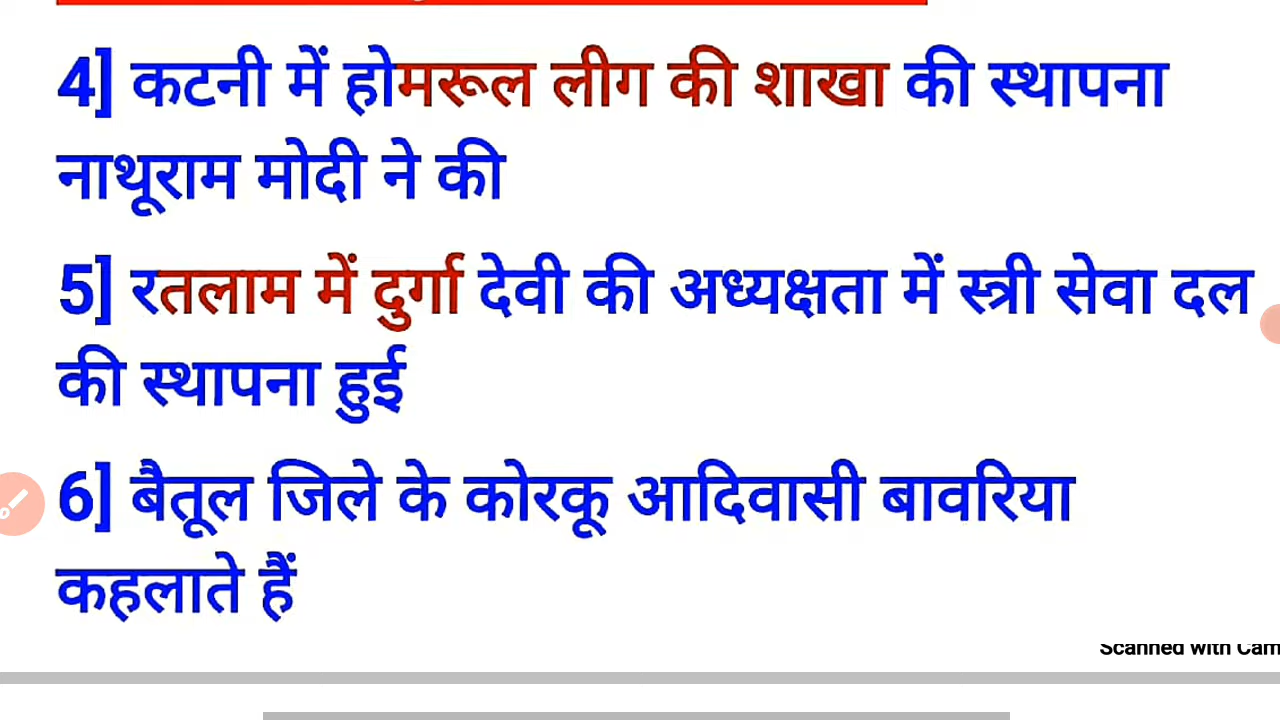 4] कटनी में होमरूल लीग की शाखा की स्थापना
नाथूराम मोदी ने की
5] रतलाम में दुर्गा देवी की अध्यक्षता में स्त्री सेवा दल
की स्थापना हुई
6] बैतूल जिले के कोरकू आदिवासी बावरिया
कहलाते हैं
Scanned with Cam